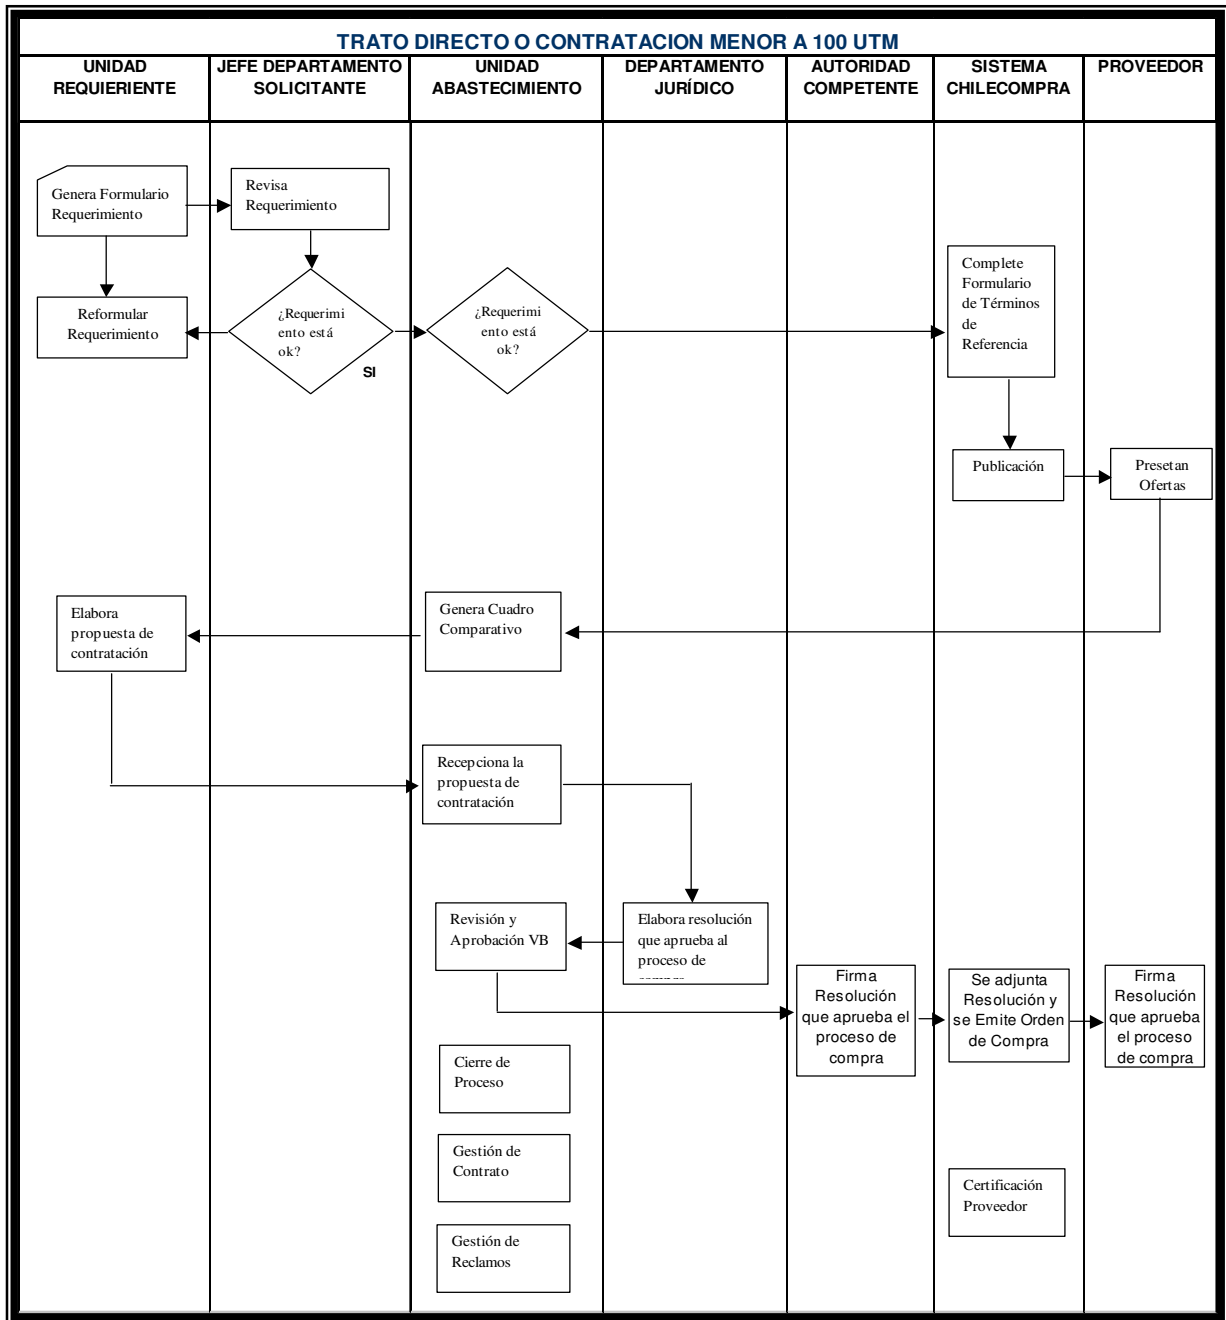 TRATO DIRECTO O CONTRATACION MENOR A 100 UTM
UNIDAD
REQUIERIENTE
JEFE DEPARTAMENTO
SOLICITANTE
UNIDAD
ABASTECIMIENTO
DEPARTAMENTO
JURÍDICO
AUTORIDAD
COMPETENTE
SISTEMA
CHILECOMPRA
PROVEEDOR
Genera Formulario
Requerimiento
Revisa
Requerimiento
Reformular
Requerimiento
¿Requerimi
ento está
ok?
SI
¿Requerimi
ento está
ok?
Complete
Formulario
de Términos
de
Referencia
Publicación
Presetan
Ofertas
Elabora
propuesta de
contratación
Genera Cuadro
Comparativo
Recepciona la
propuesta de
contratación
Revisión y
Aprobación VB
Elabora resolución
que aprueba al
proceso de
Firma
Resolución
que aprueba el
proceso de
compra
Se adjunta
Resolución y
se Emite Orden
de Compra
Firma
Resolución
que aprueba
el proceso
de compra
Cierre de
Proceso
Gestión de
Contrato
Certificación
Proveedor
Gestión de
Reclamos